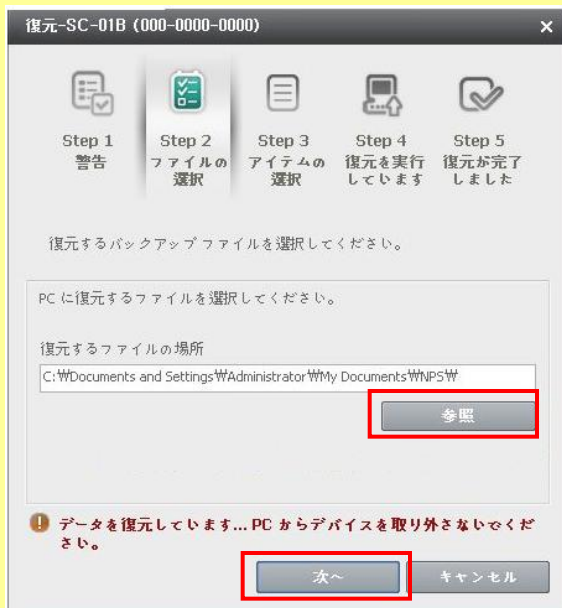 復元-SC-01B (000-0000-0000)
Step 1
警告
Step 2
ファイルの
選択
Step 3
アイテムの
選択
Step 4
復元を実行
しています
Step 5
復元が完了
しました
復元するバックアップファイルを選択してください。
PC に復元するファイルを選択してください。
復元するファイルの場所
C:₩Documents and Settings₩Administrator₩My Documents₩NPS₩
参照
データを復元しています... PC からデバイスを取り外さないでくだ
さい。
次へ
キャンセル